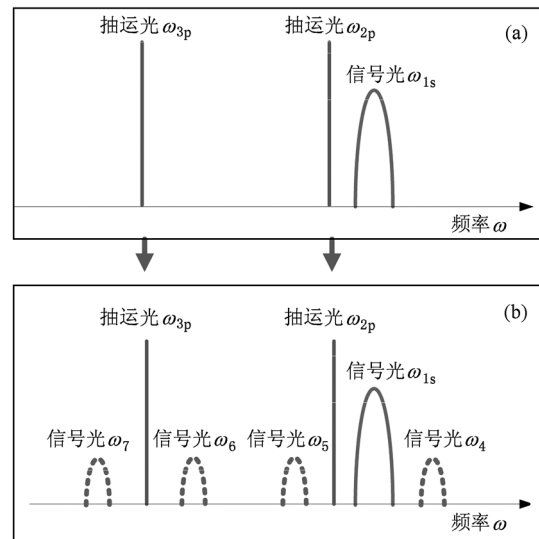 抽运光ω3p
抽运光ω2p
(a)
信号光ω1s
频率ω
抽运光ω3p
抽运光ω2p
(b)
信号光ω1s
信号光ω7
信号光ω6
信号光ω5
信号光ω4
频率ω